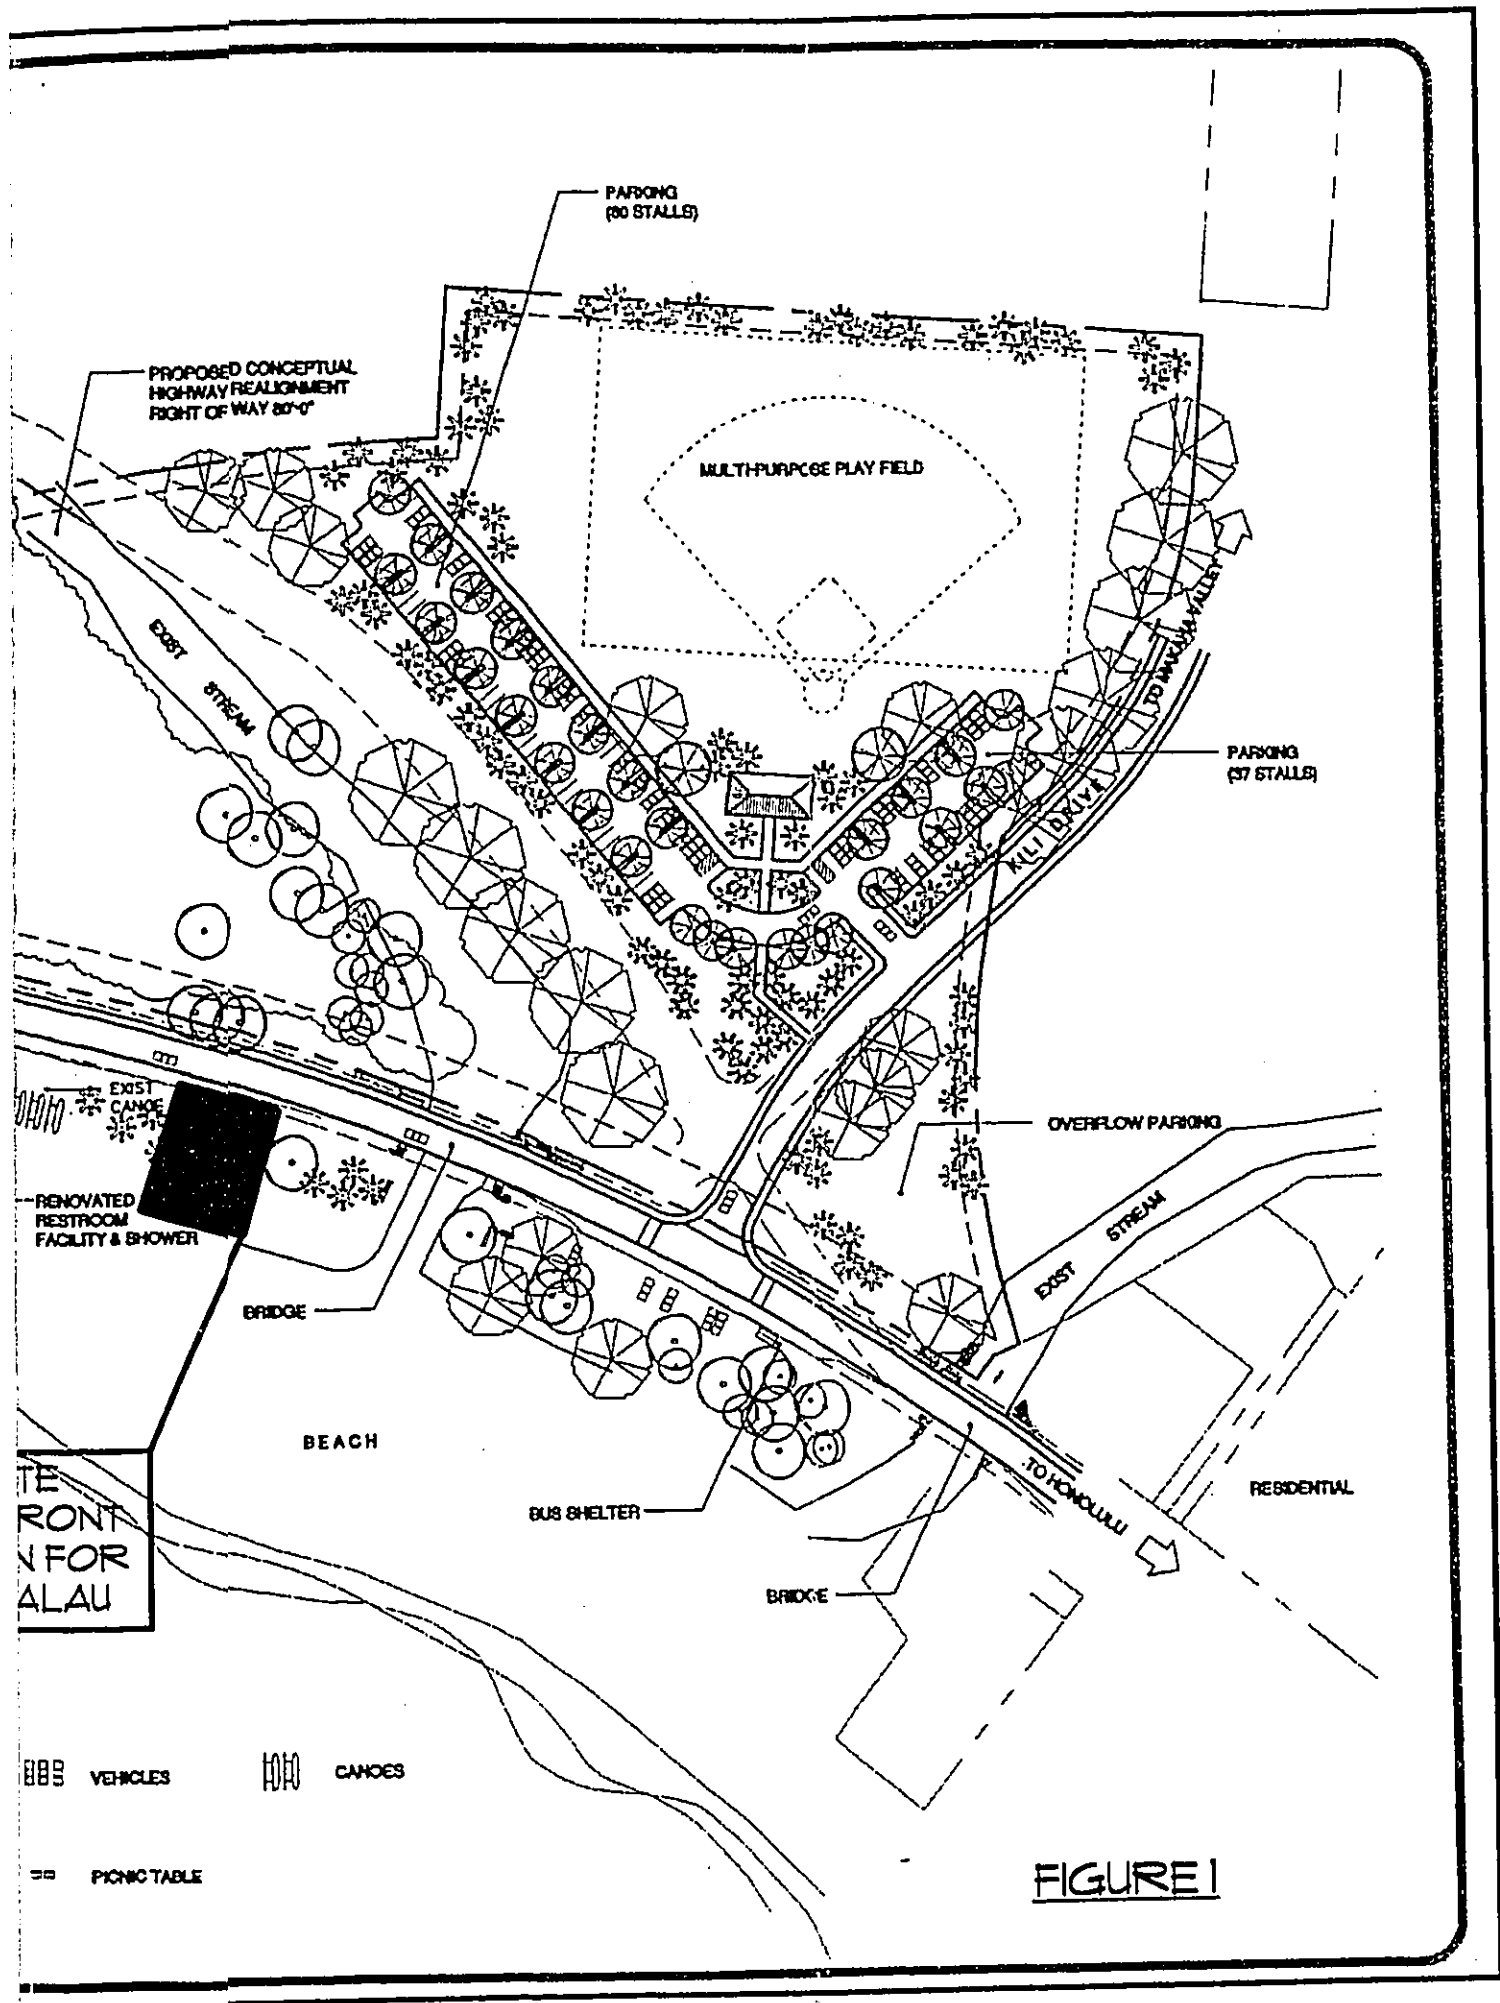 PARKING
(80 STALLS)
PROPOSED CONCEPTUAL
HIGHWAY REALIGNMENT
RIGHT OF WAY 80'-0"
MULTI-PURPOSE PLAY FIELD
EXIST
STREAM
TO MAKAHA VALLEY
PARKING
(37 STALLS)
KILI DRIVE
EXIST
CANOE
OVERFLOW PARKING
RENOVATED
RESTROOM
FACILITY & SHOWER
EXIST STREAM
BRIDGE
BEACH
TE
RONT
N FOR
ALAU
BUS SHELTER
TO HONOLULU
RESIDENTIAL
BRIDGE
VEHICLES
CANOES
PICNIC TABLE
FIGURE 1